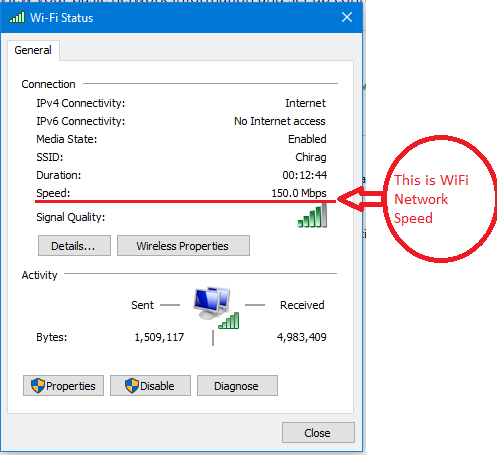 Wi-Fi Status
General
Connection
IPv4 Connectivity: Internet
IPv6 Connectivity: No Internet access
Media State: Enabled
SSID: Chirag
Duration: 00:12:44
Speed: 150.0 Mbps
Signal Quality:
Details... Wireless Properties
Activity
Sent Received
Bytes: 1,509,117 4,983,409
Properties Disable Diagnose
Close
This is WiFi
Network
Speed